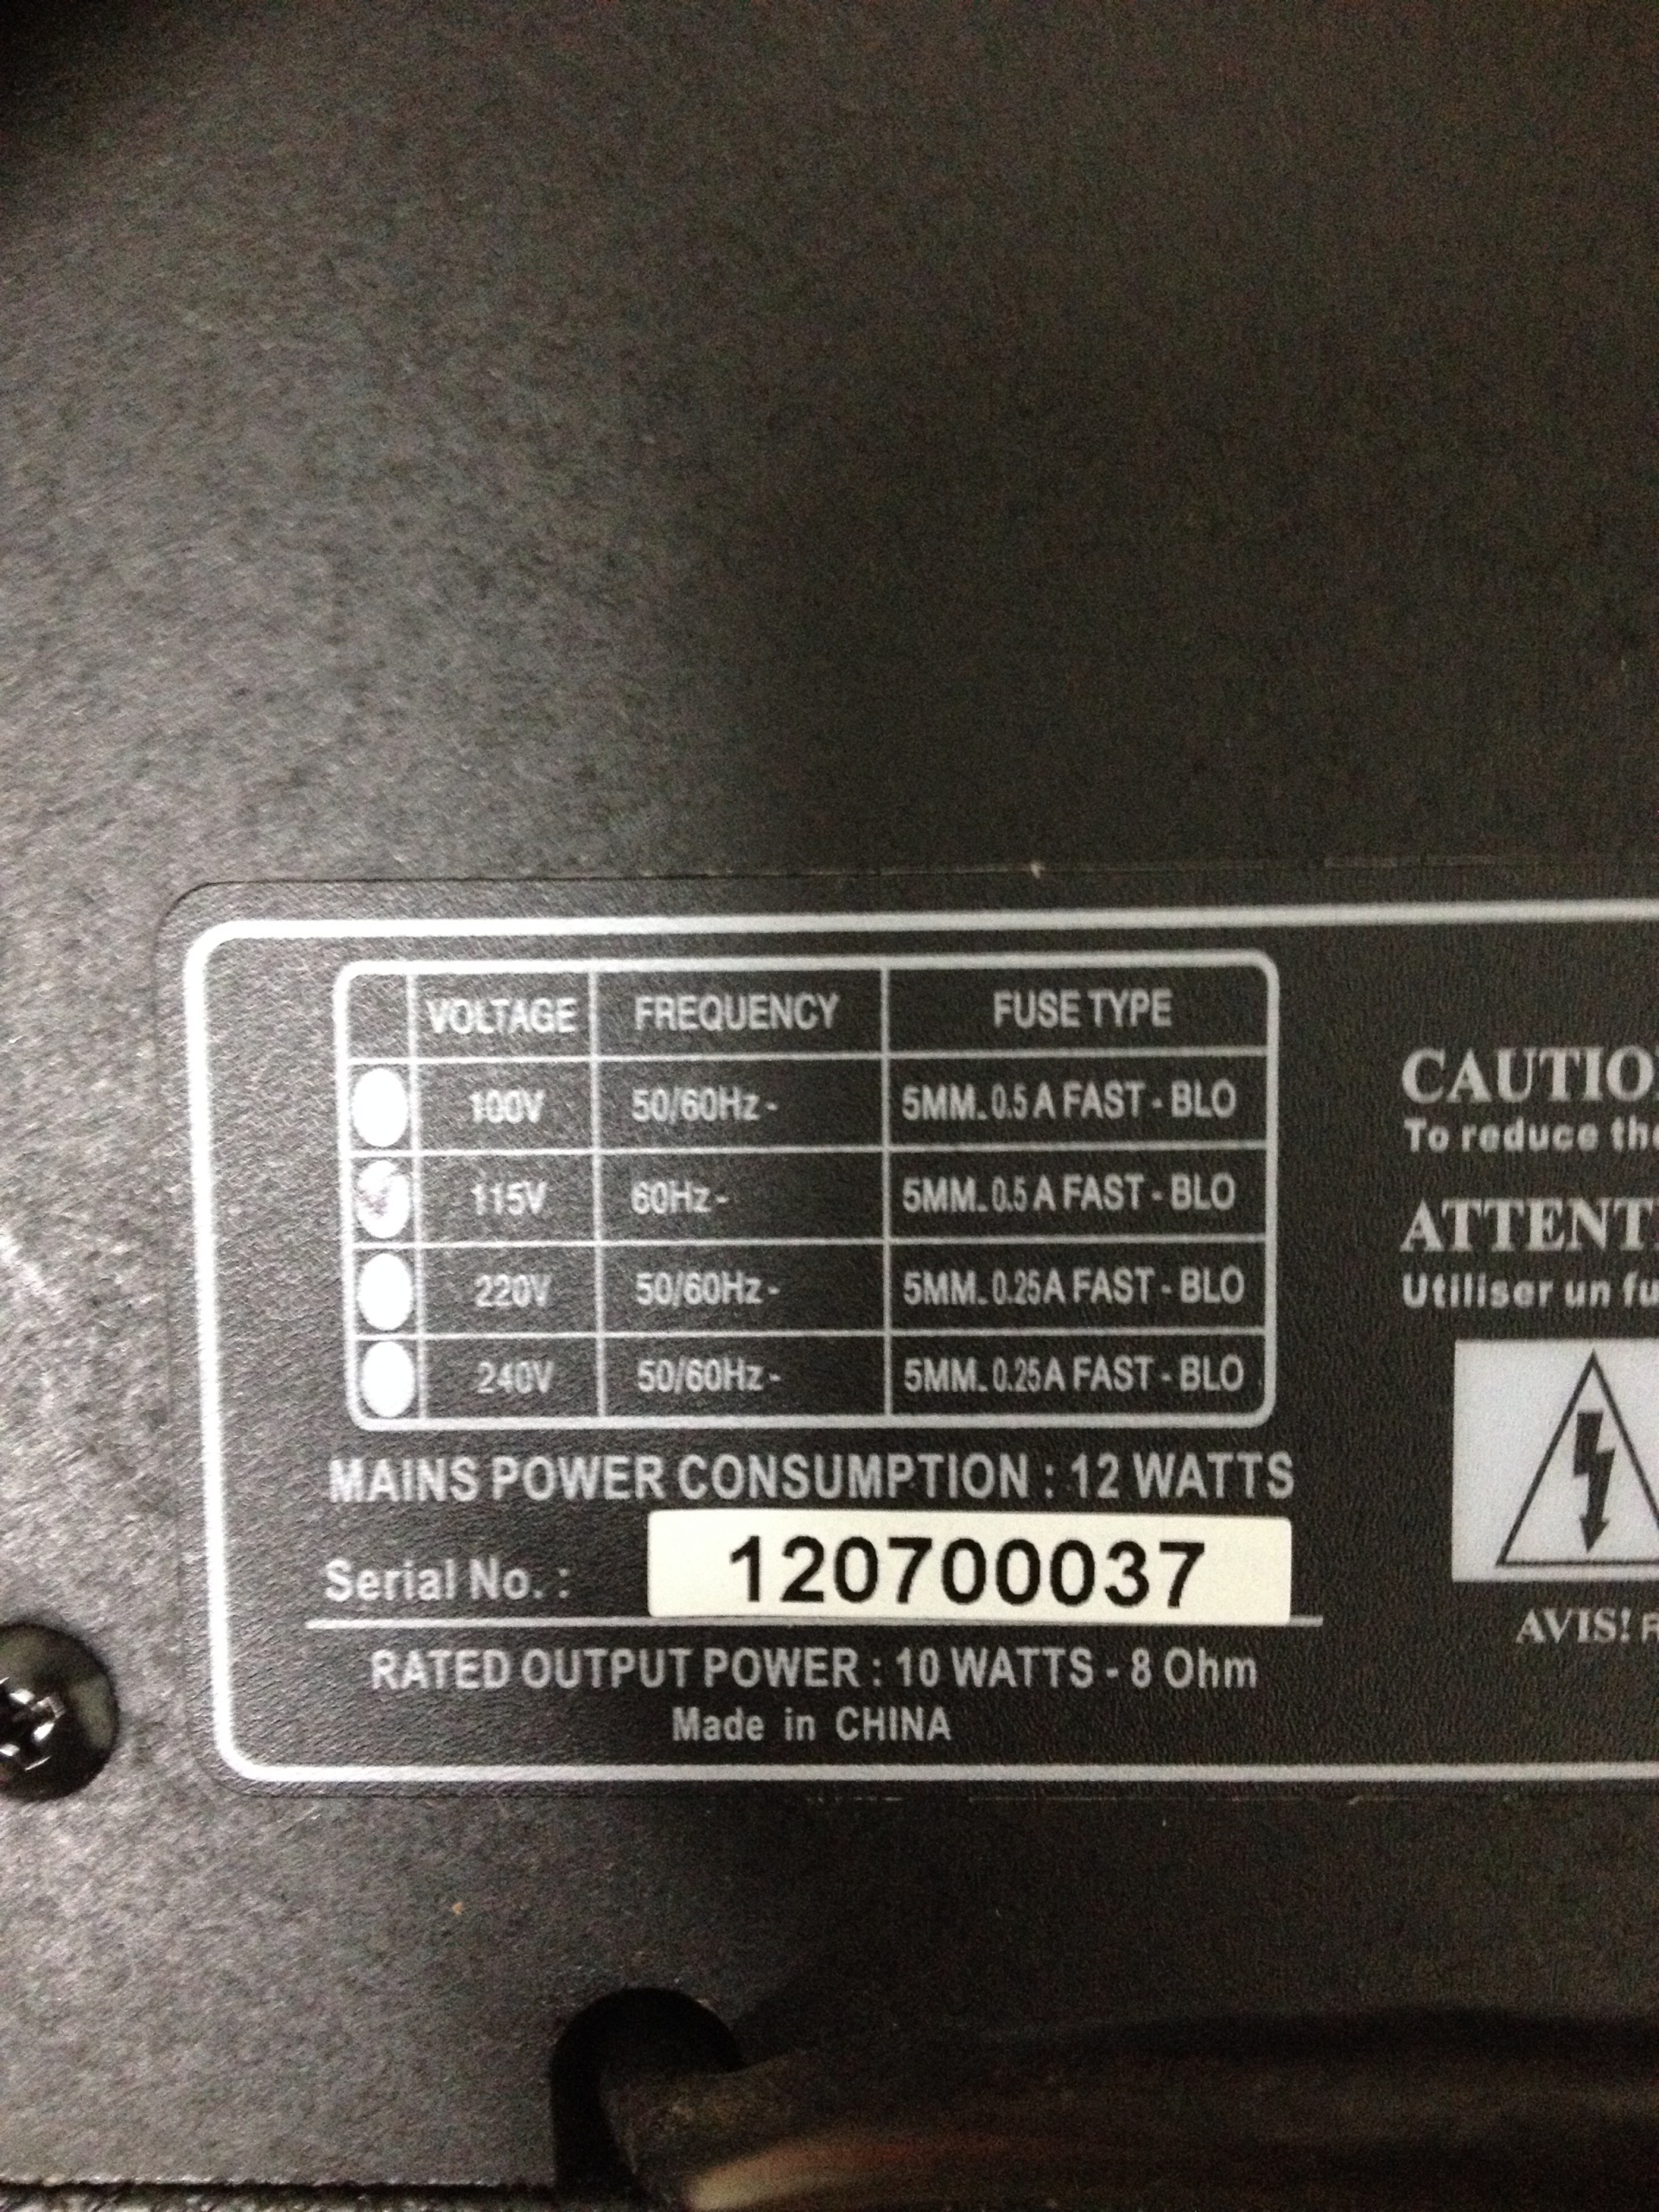 VOLTAGE FREQUENCY FUSE TYPE
100V 50/60Hz - 5MM. 0.5 A FAST - BLO
115V 60Hz - 5MM. 0.5 A FAST - BLO
220V 50/60Hz - 5MM. 0.25 A FAST - BLO
240V 50/60Hz - 5MM. 0.25 A FAST - BLO
MAINS POWER CONSUMPTION : 12 WATTS
Serial No. : 120700037
RATED OUTPUT POWER : 10 WATTS - 8 Ohm
Made in CHINA
CAUTIO
To reduce the
ATTENT
Utiliser un fu
AVIS! R